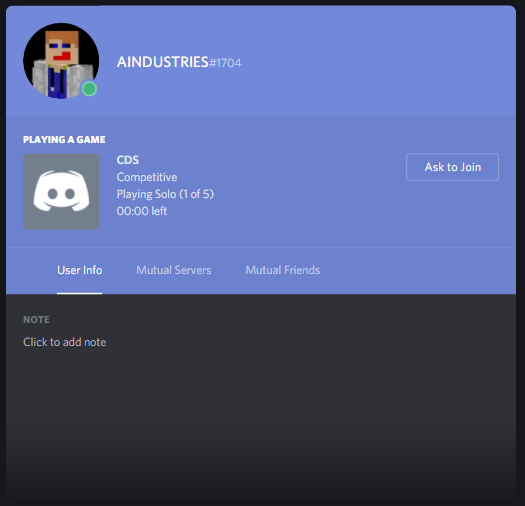 AINDUSTRIES#1704
PLAYING A GAME
CDS
Competitive
Playing Solo (1 of 5)
00:00 left
Ask to Join
User Info Mutual Servers Mutual Friends
NOTE
Click to add note